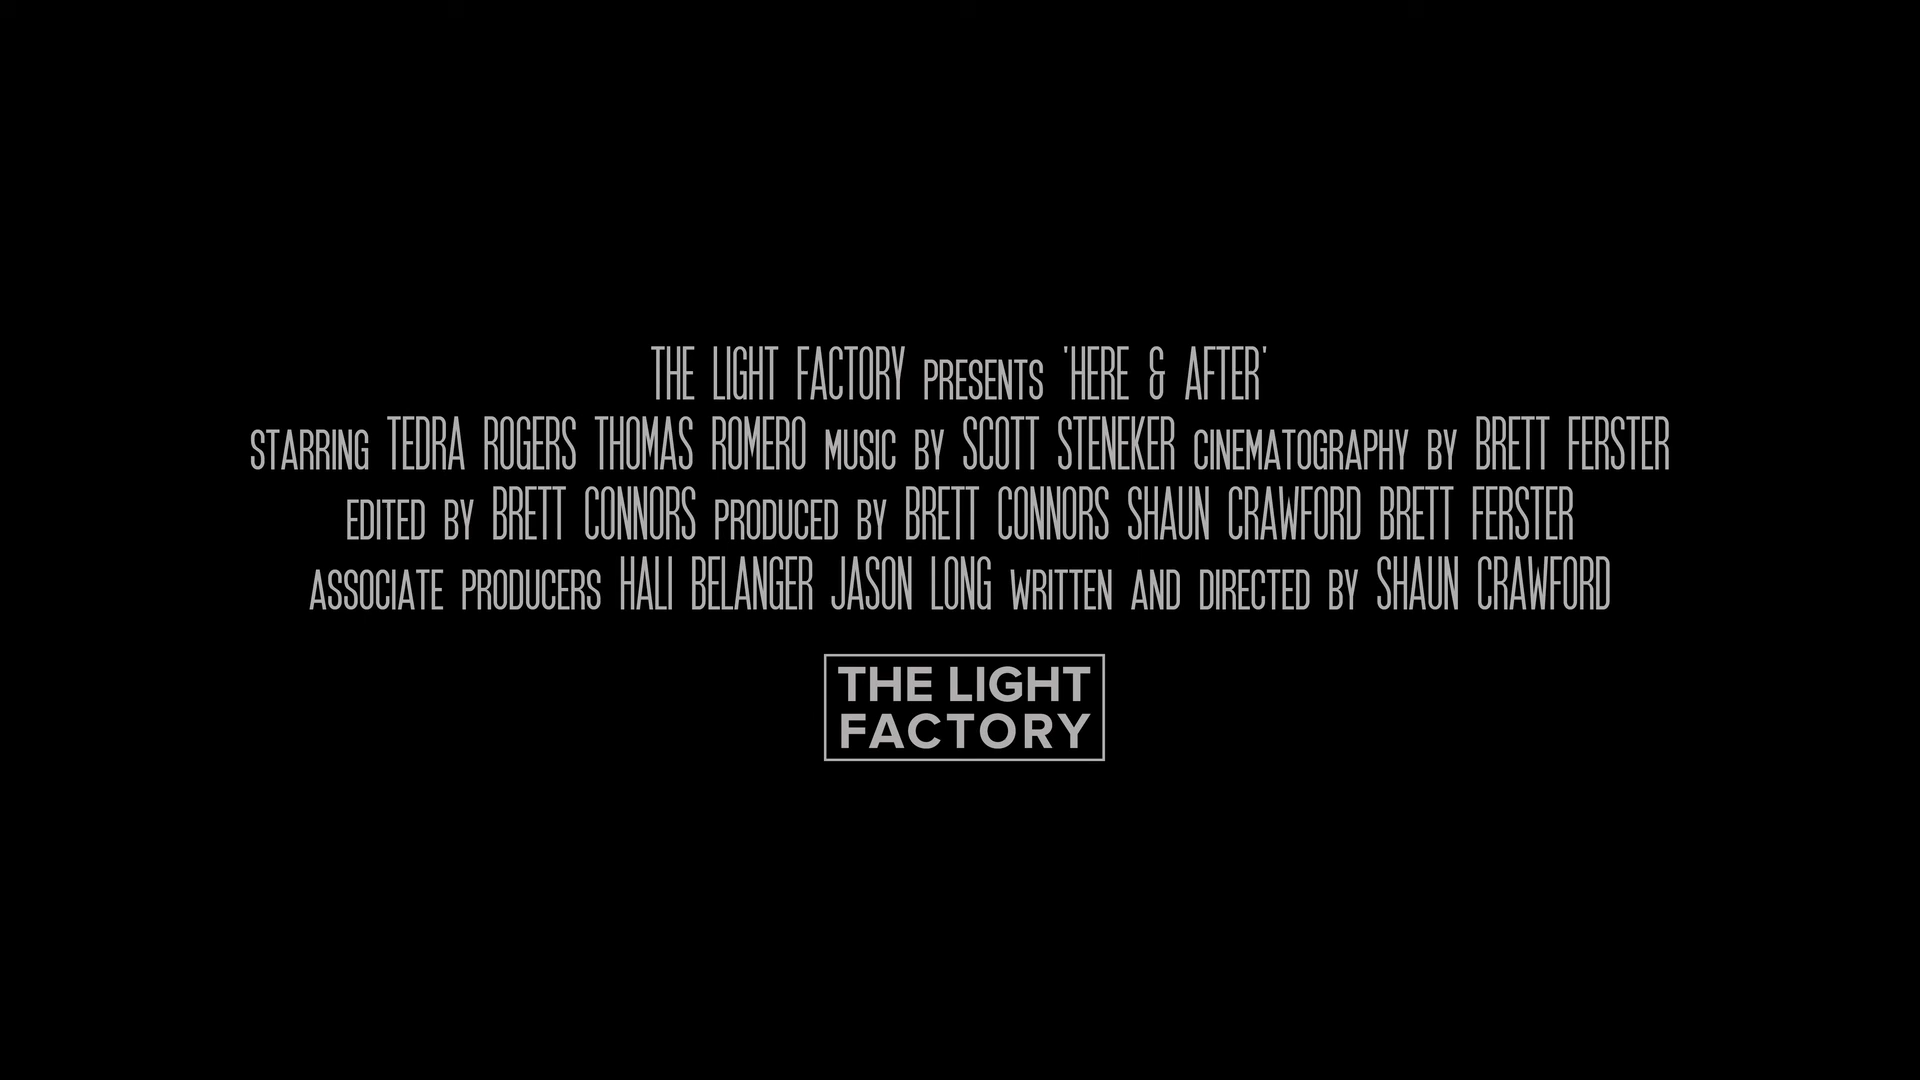 THE LIGHT FACTORY PRESENTS 'HERE & AFTER'
STARRING TEDRA ROGERS THOMAS ROMERO MUSIC BY SCOTT STENEKER CINEMATOGRAPHY BY BRETT FERSTER
EDITED BY BRETT CONNORS PRODUCED BY BRETT CONNORS SHAUN CRAWFORD BRETT FERSTER
ASSOCIATE PRODUCERS HALI BELANGER JASON LONG WRITTEN AND DIRECTED BY SHAUN CRAWFORD
THE LIGHT
FACTORY